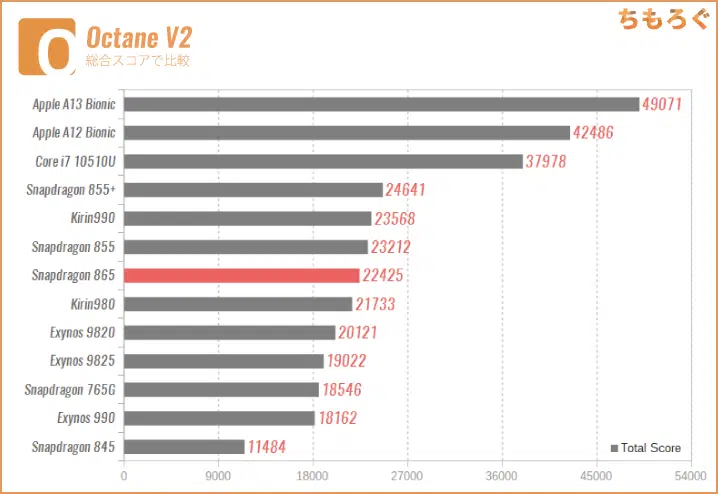 ちもろぐ
Octane V2
総合スコアで比較
Apple A13 Bionic 49071
Apple A12 Bionic 42486
Core i7 10510U 37978
Snapdragon 855+ 24641
Kirin990 23568
Snapdragon 855 23212
Snapdragon 865 22425
Kirin980 21733
Exynos 9820 20121
Exynos 9825 19022
Snapdragon 765G 18546
Exynos 990 18162
Snapdragon 845 11484
Total Score
0 9000 18000 27000 36000 45000 54000